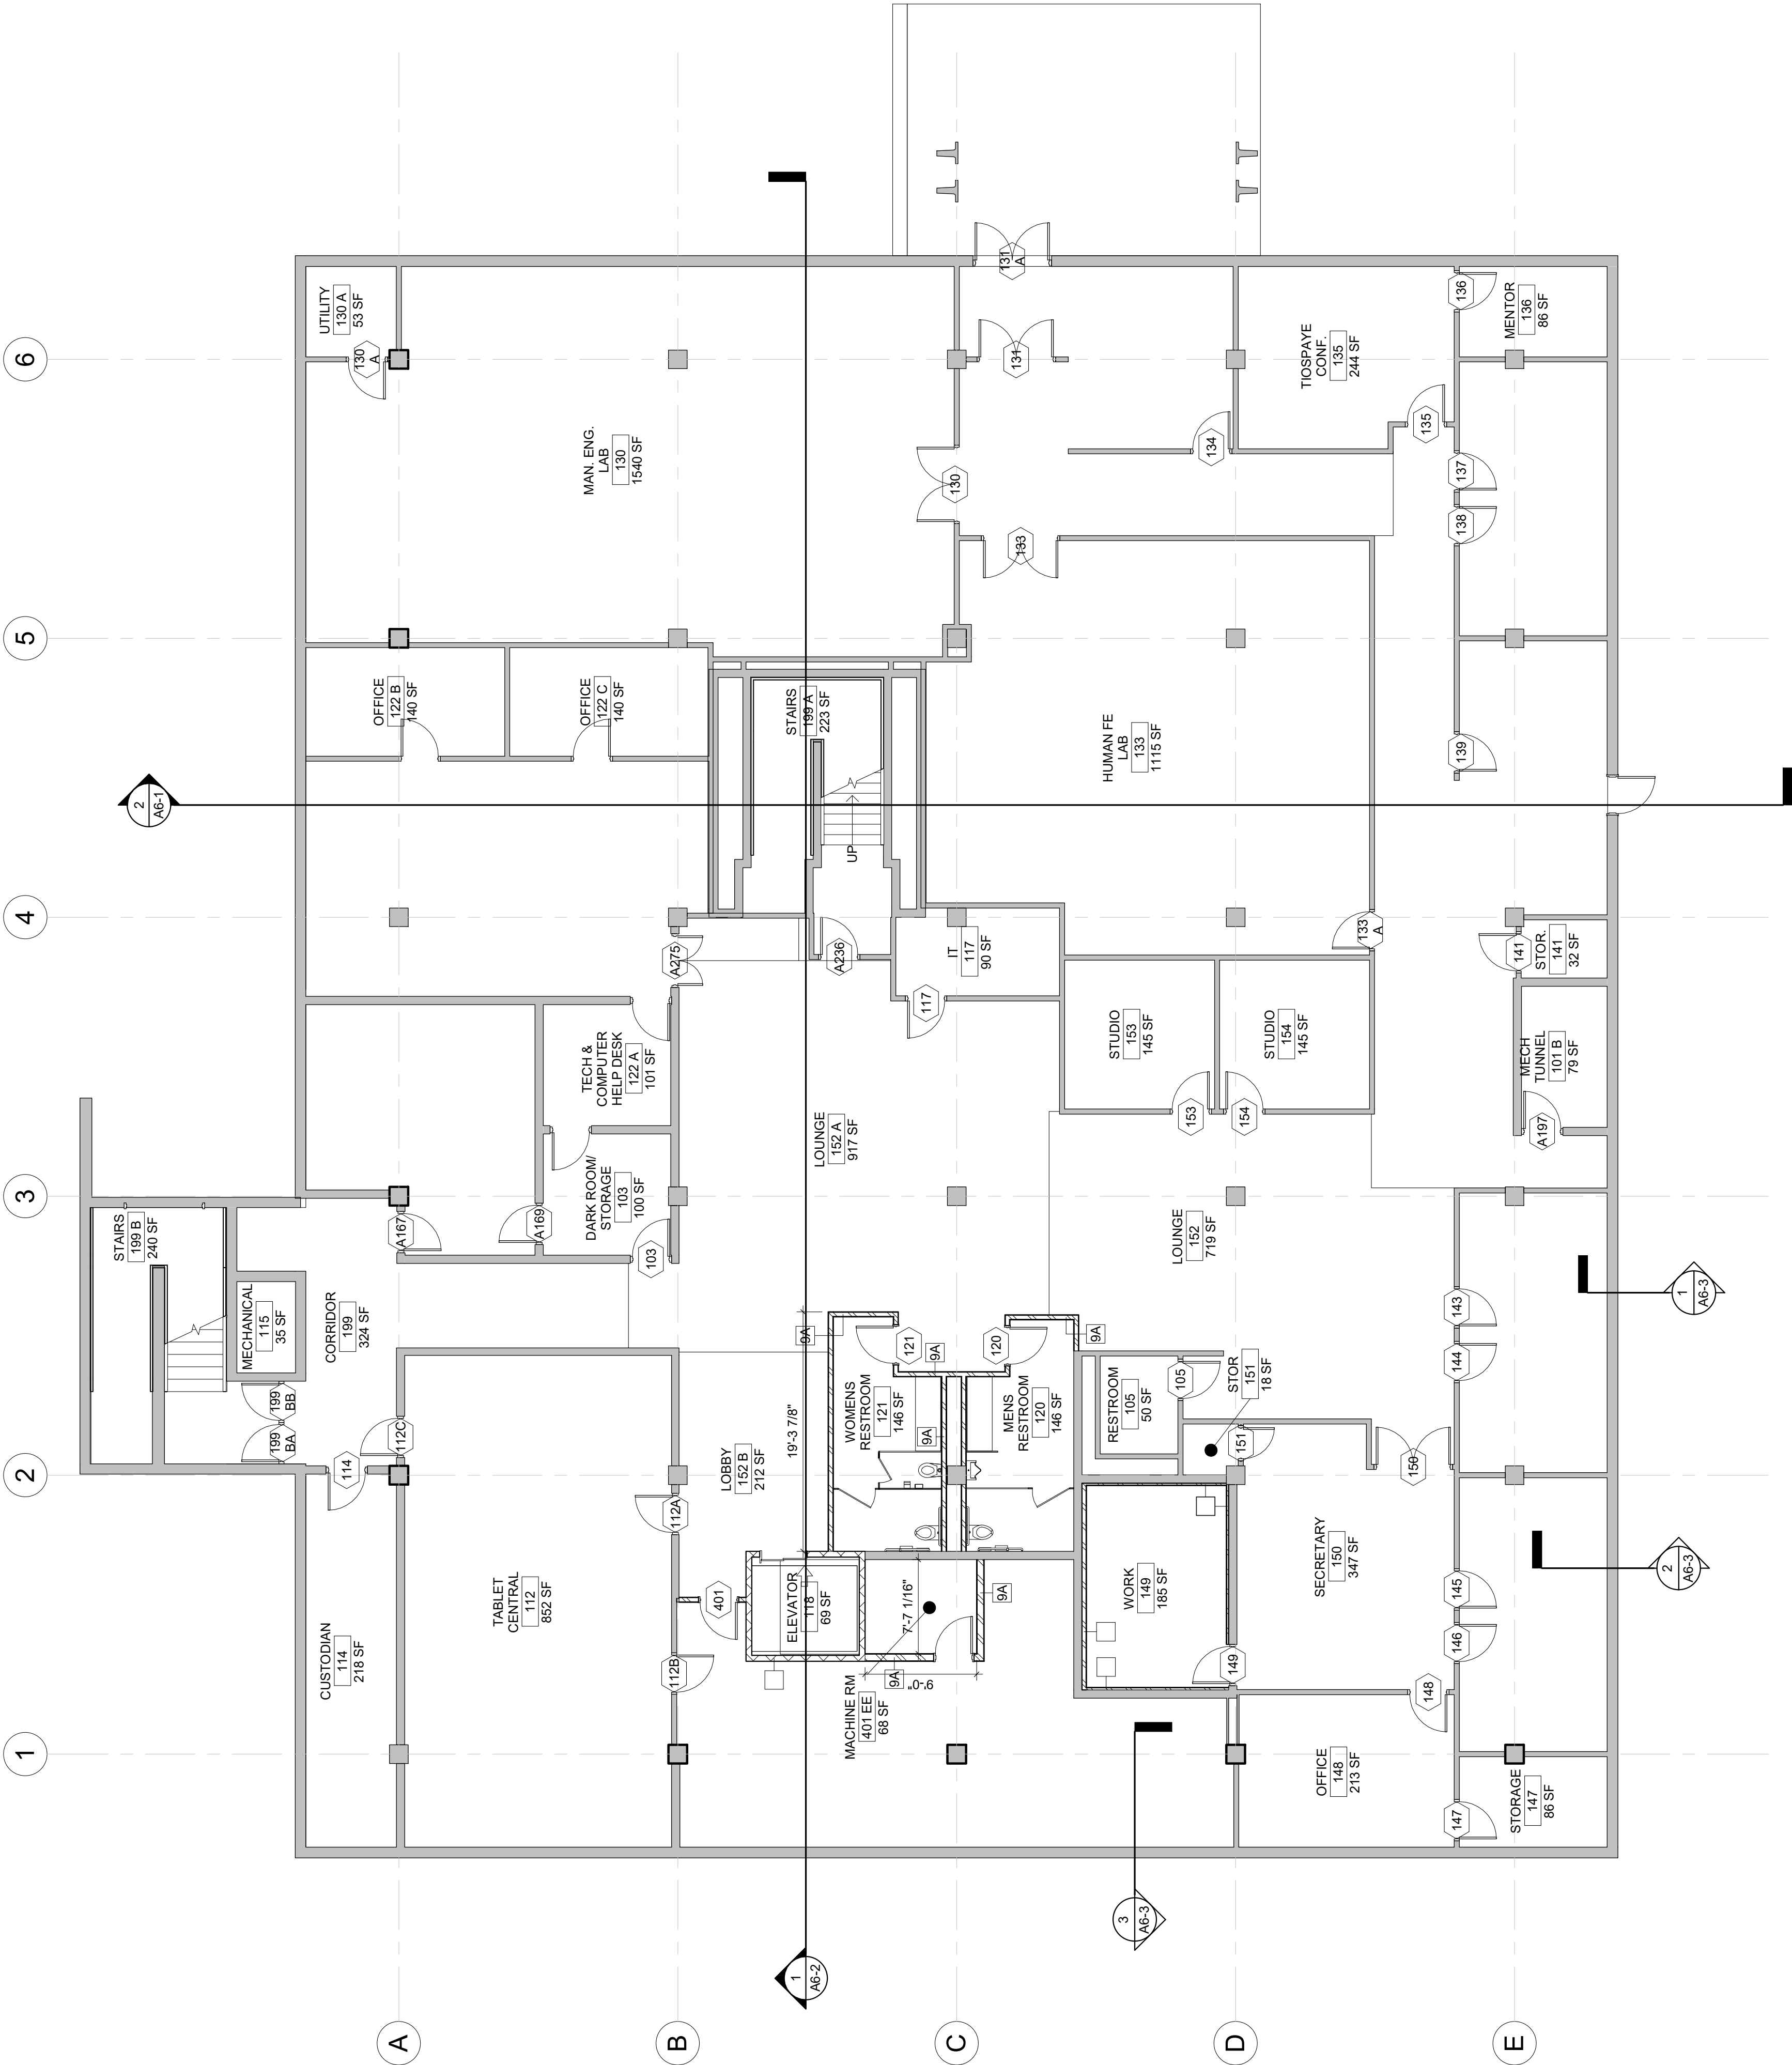 6
5
4
3
2
1
A
B
C
D
E
UTILITY
130 A
53 SF
130
A
MAN. ENG.
LAB
130
1540 SF
131
A
131
130
133
134
TIOSPAYE
CONF.
135
244 SF
135
136
MENTOR
136
86 SF
137
138
139
OFFICE
122 B
140 SF
OFFICE
122 C
140 SF
STAIRS
199 A
223 SF
UP
HUMAN FE
LAB
133
1115 SF
2
A6-1
A275
A236
IT
117
90 SF
117
133
A
141
STOR.
141
32 SF
TECH &
COMPUTER
HELP DESK
122 A
101 SF
STUDIO
153
145 SF
STUDIO
154
145 SF
153
154
MECH
TUNNEL
101 B
79 SF
A197
STAIRS
199 B
240 SF
A167
A169
DARK ROOM/
STORAGE
103
100 SF
103
LOUNGE
152 A
917 SF
LOUNGE
152
719 SF
MECHANICAL
115
35 SF
CORRIDOR
199
324 SF
199
BB
199
BA
112C
114
9A
121
9A
120
9A
WOMENS
RESTROOM
121
146 SF
9A
MENS
RESTROOM
120
146 SF
RESTROOM
105
50 SF
105
STOR
151
18 SF
151
143
144
150
1
A6-3
19'-3 7/8"
LOBBY
152 B
212 SF
112A
TABLET
CENTRAL
112
852 SF
CUSTODIAN
114
218 SF
401
112B
ELEVATOR
118
69 SF
7'-7 1/16"
9A
9A
9'-0"
MACHINE RM
401 EE
68 SF
WORK
149
185 SF
149
SECRETARY
150
347 SF
145
146
2
A6-3
148
OFFICE
148
213 SF
147
STORAGE
147
86 SF
3
A6-3
1
A6-2